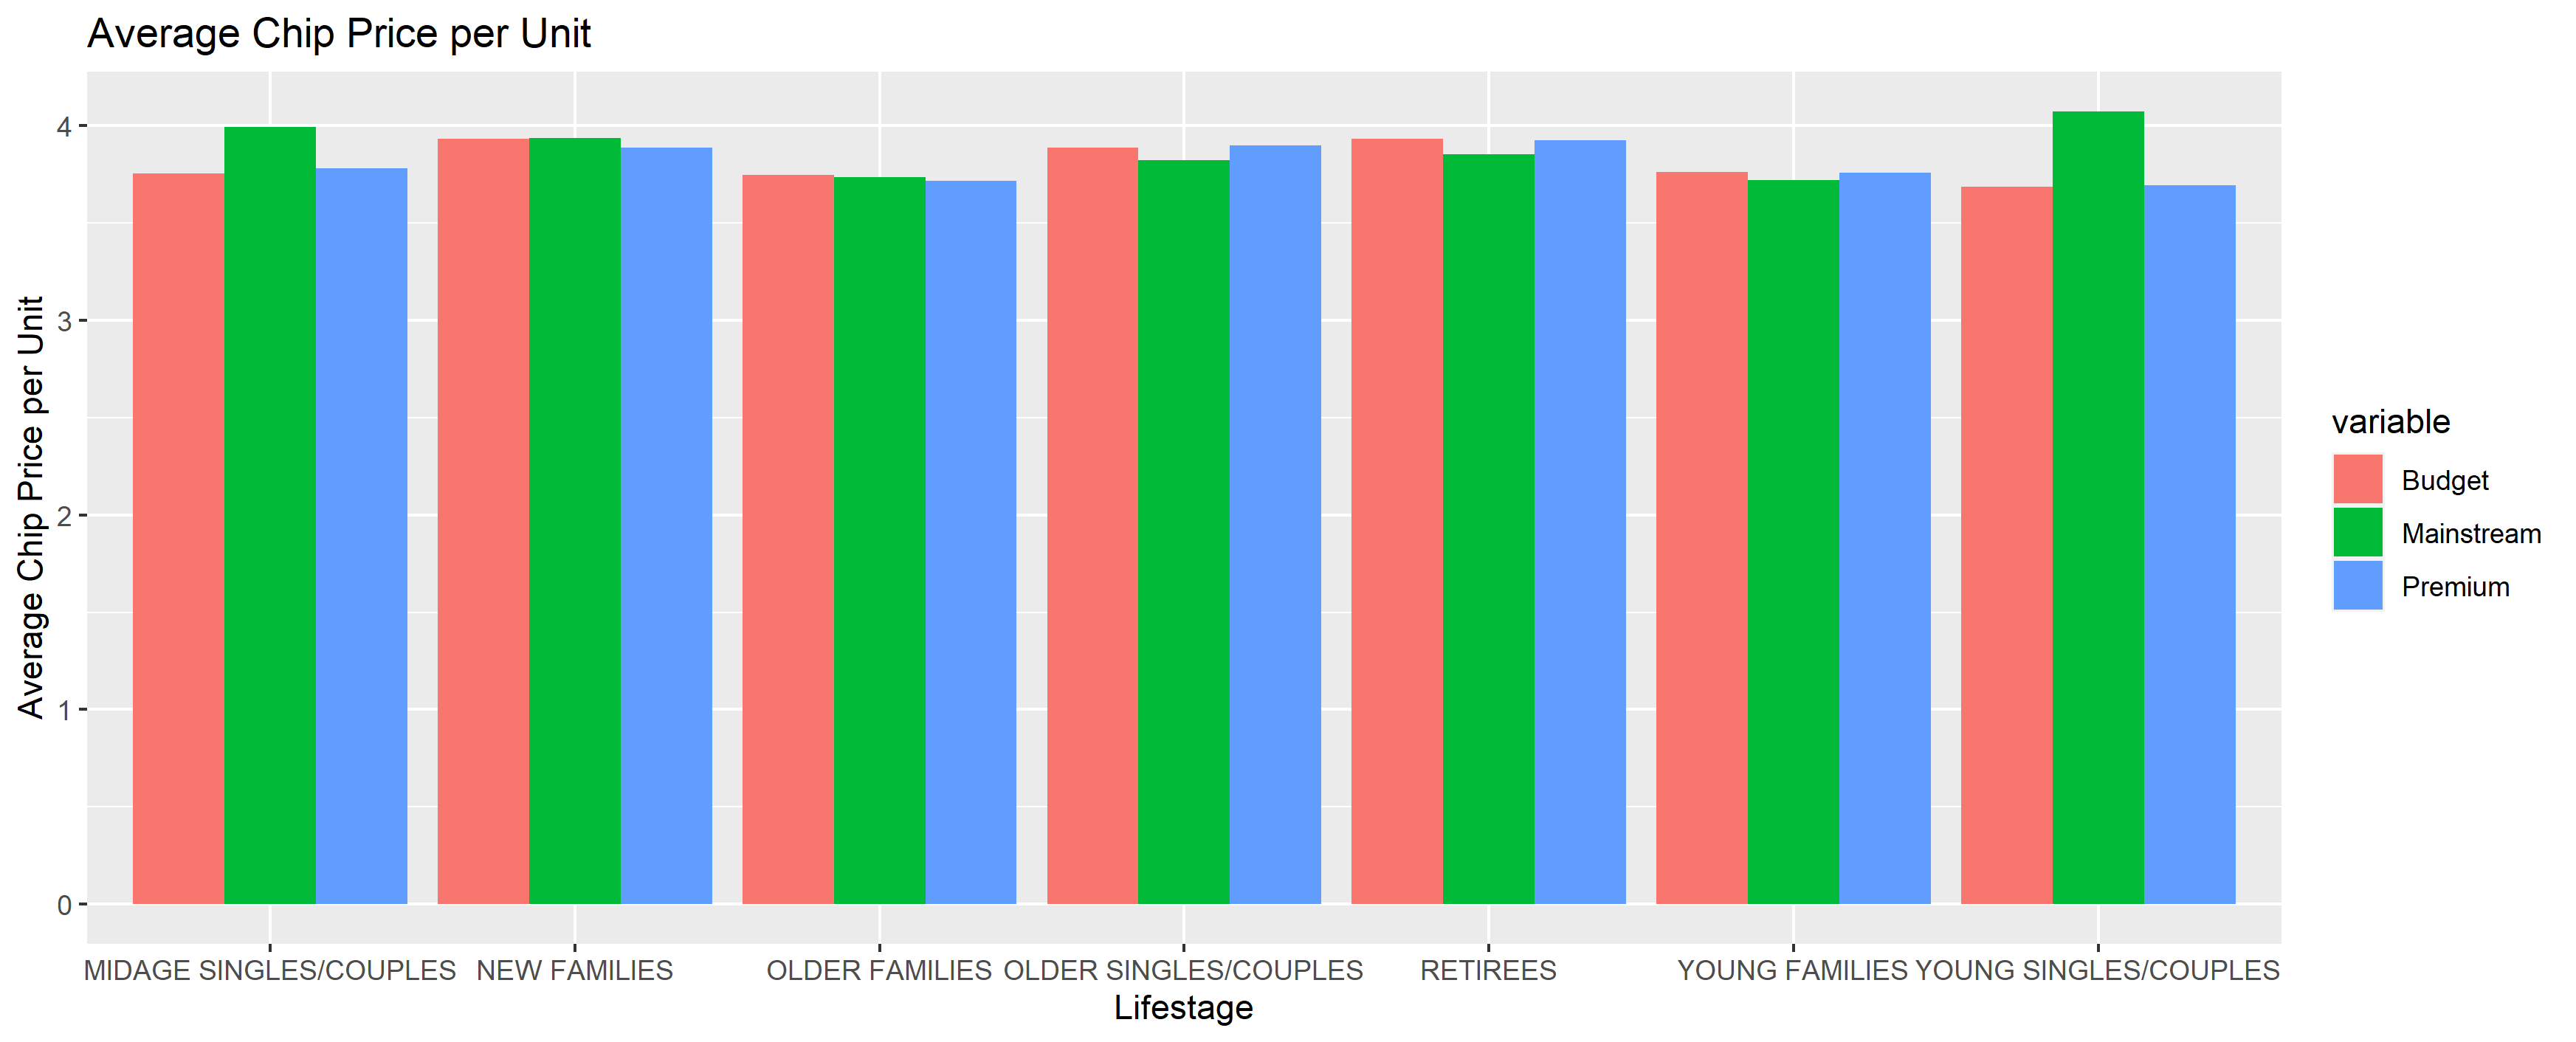 Average Chip Price per Unit
Average Chip Price per Unit
4
3
2
1
0
MIDAGE SINGLES/COUPLES NEW FAMILIES OLDER FAMILIES OLDER SINGLES/COUPLES RETIREES YOUNG FAMILIES YOUNG SINGLES/COUPLES
Lifestage
variable
Budget
Mainstream
Premium